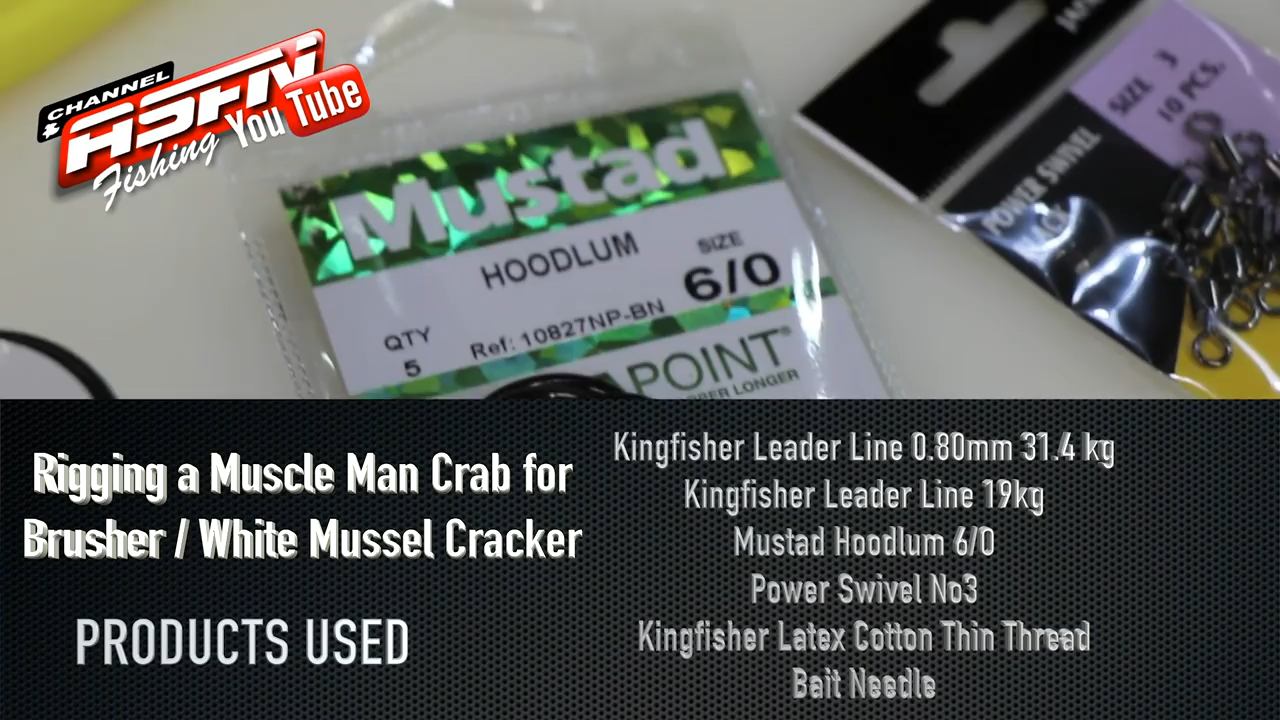 CHANNEL
& ASFN
Fishing YouTube
Mustad
HOODLUM
SIZE
6/0
QTY
5
Ref: 10827NP-BN
POINT®
LONGER
SIZE 3
10 PCS.
POWER SWIVEL
Rigging a Muscle Man Crab for
Brusher / White Mussel Cracker
PRODUCTS USED
Kingfisher Leader Line 0.80mm 31.4 kg
Kingfisher Leader Line 19kg
Mustad Hoodlum 6/0
Power Swivel No3
Kingfisher Latex Cotton Thin Thread
Bait Needle